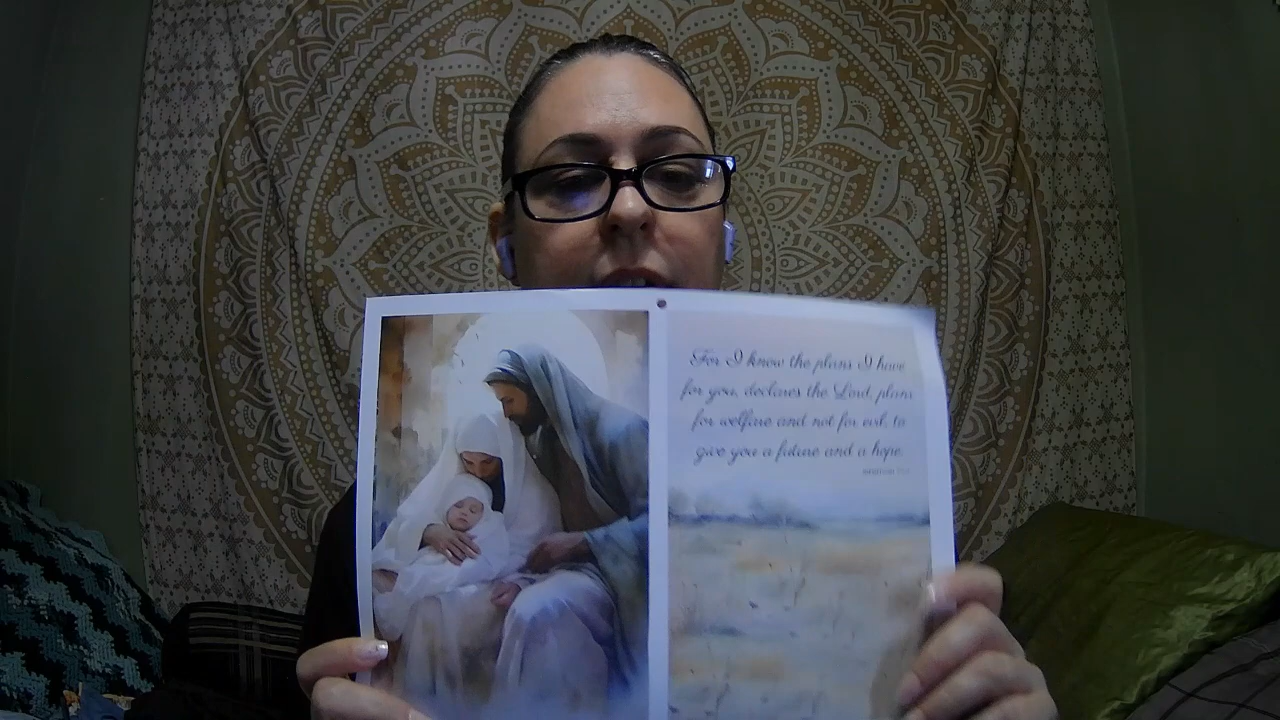 For I know the plans I have
for you, declares the Lord, plans
for welfare and not for evil, to
give you a future and a hope.